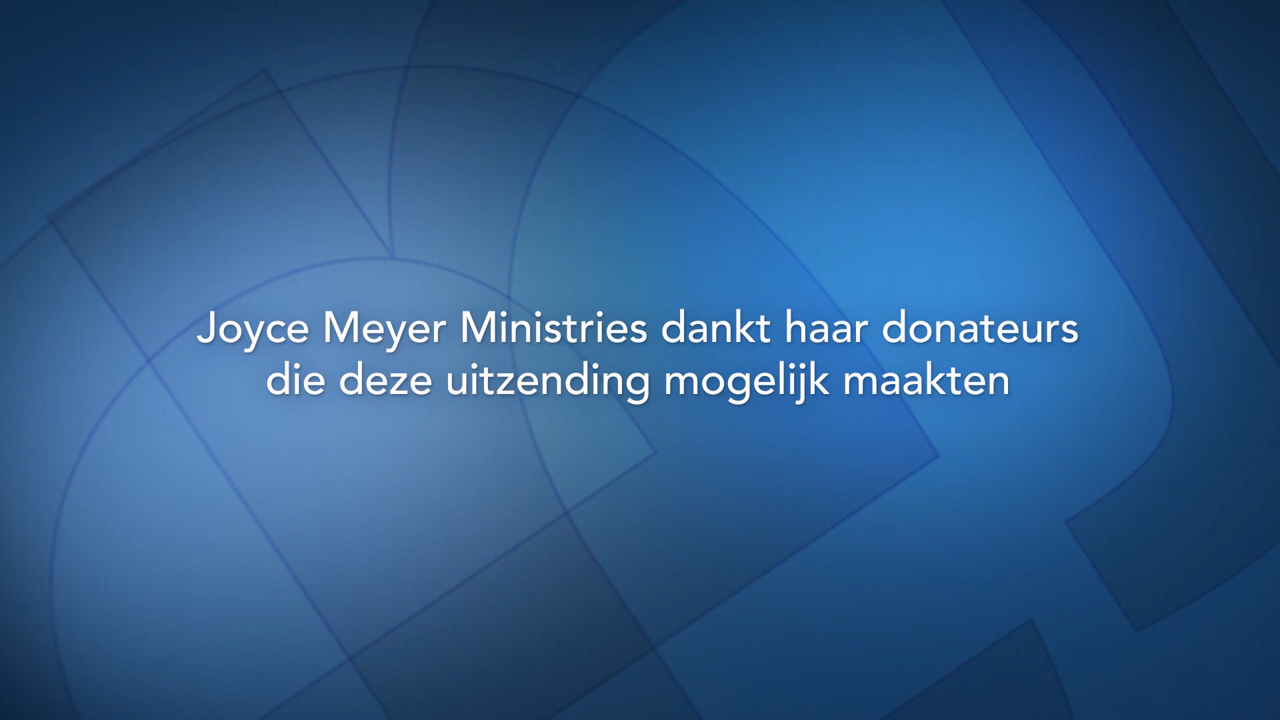 Joyce Meyer Ministries dankt haar donateurs
die deze uitzending mogelijk maakten